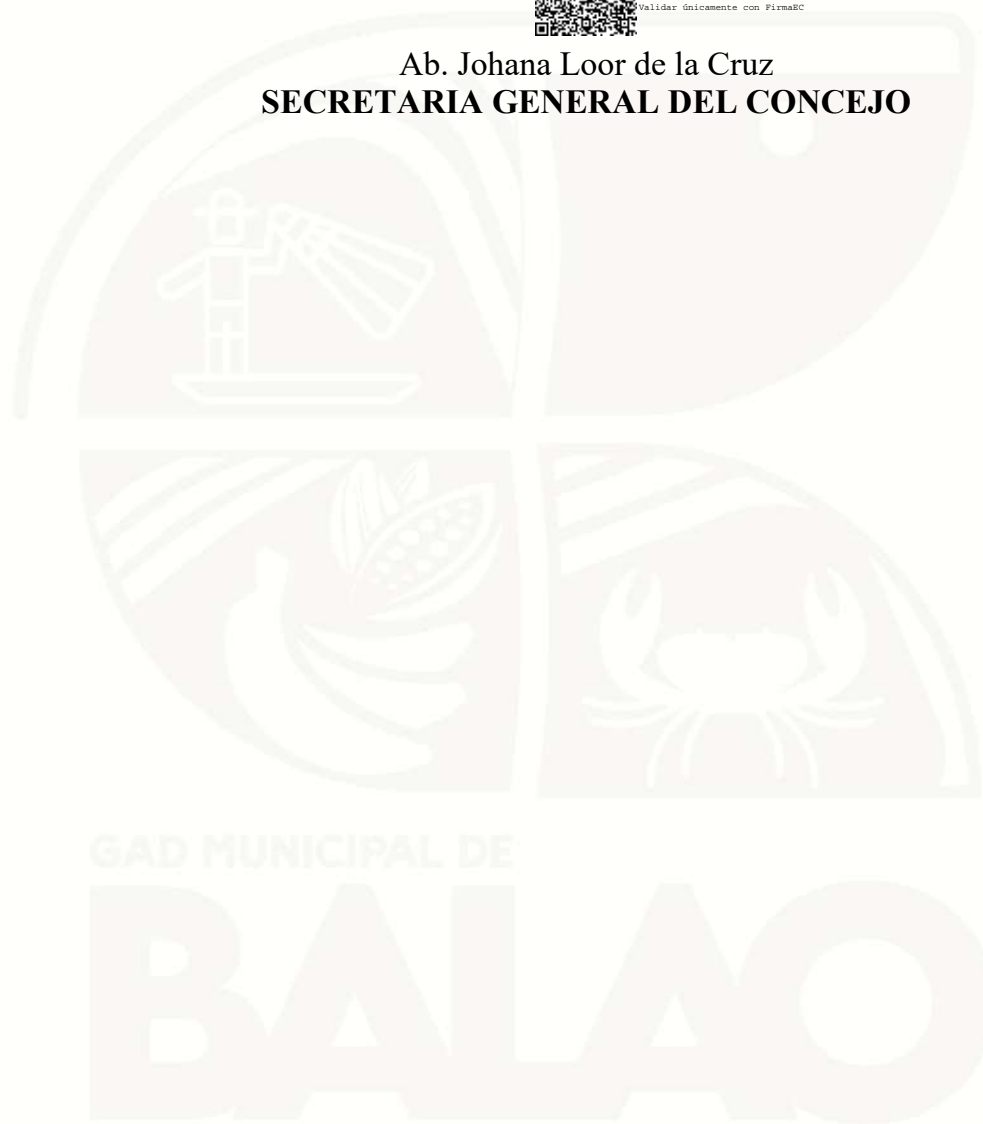 Validar únicamente con FirmaEC
Ab. Johana Loor de la Cruz
SECRETARIA GENERAL DEL CONCEJO
GAD MUNICIPAL DE
BALAO